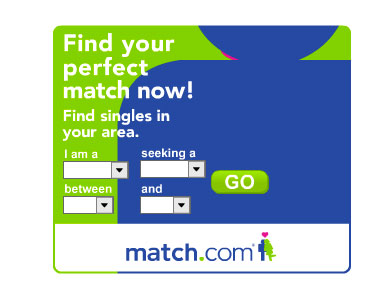 Find your
perfect
match now!
Find singles in
your area.
I am a
seeking a
between
and
GO
match.com®